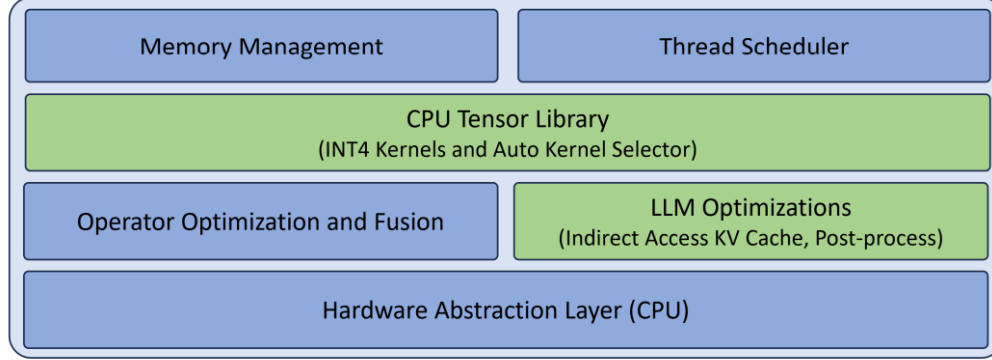 Memory Management
Thread Scheduler
CPU Tensor Library
(INT4 Kernels and Auto Kernel Selector)
Operator Optimization and Fusion
LLM Optimizations
(Indirect Access KV Cache, Post-process)
Hardware Abstraction Layer (CPU)